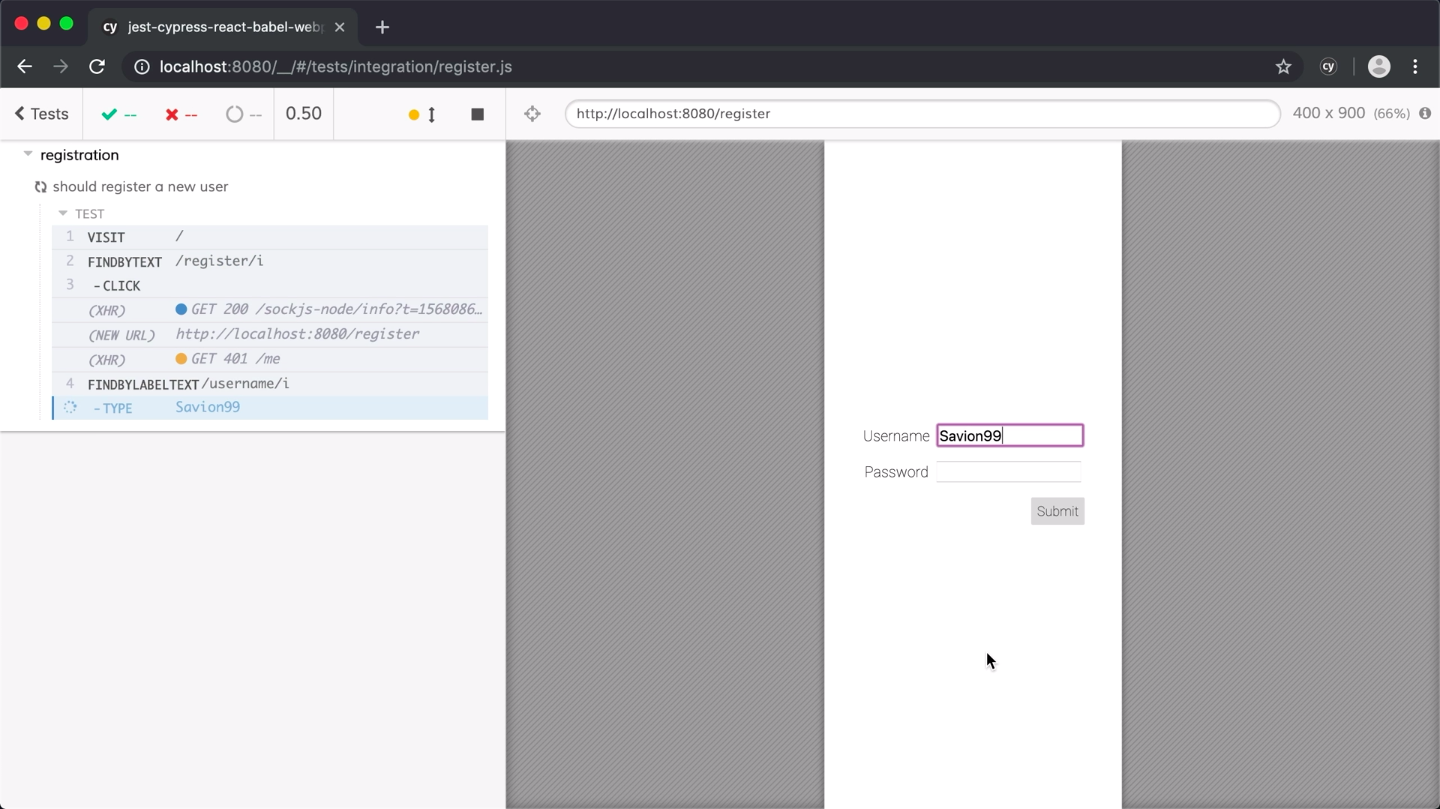 cy jest-cypress-react-babel-web
localhost:8080/__/#/tests/integration/register.js
cy
Tests -- -- -- 0.50
http://localhost:8080/register
400 x 900 (66%)
registration
should register a new user
TEST
1 VISIT /
2 FINDBYTEXT /register/i
3 -CLICK
(XHR) GET 200 /sockjs-node/info?t=1568086…
(NEW URL) http://localhost:8080/register
(XHR) GET 401 /me
4 FINDBYLABELTEXT /username/i
-TYPE Savion99
Username Savion99
Password
Submit